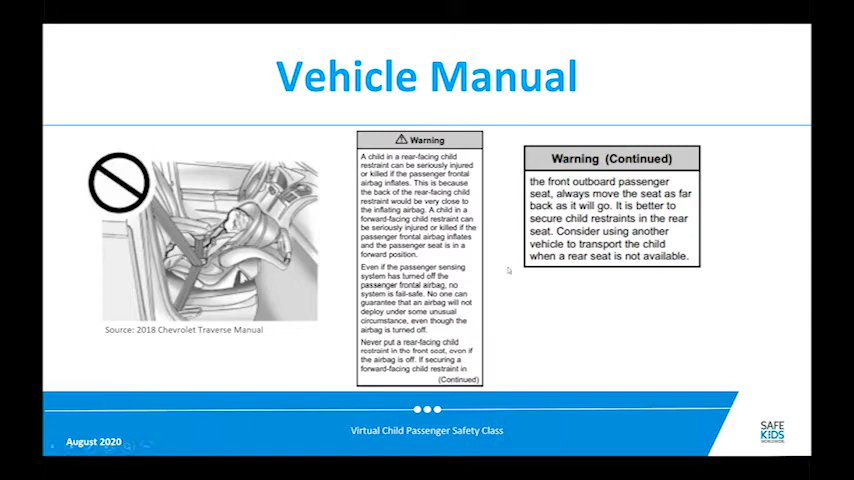 Vehicle Manual
Source: 2018 Chevrolet Traverse Manual
Warning
A child in a rear-facing child
restraint can be seriously injured
or killed if the passenger frontal
airbag inflates. This is because
the back of the rear-facing child
restraint would be very close to
the inflating airbag. A child in a
forward-facing child restraint can
be seriously injured or killed if the
passenger frontal airbag inflates
and the passenger seat is in a
forward position.
Even if the passenger sensing
system has turned off the
passenger frontal airbag, no
system is fail-safe. No one can
guarantee that an airbag will not
deploy under some unusual
circumstance, even though the
airbag is turned off.
Never put a rear-facing child
restraint in the front seat, even if
the airbag is off. If securing a
forward-facing child restraint in
(Continued)
Warning (Continued)
the front outboard passenger
seat, always move the seat as far
back as it will go. It is better to
secure child restraints in the rear
seat. Consider using another
vehicle to transport the child
when a rear seat is not available.
August 2020
Virtual Child Passenger Safety Class
SAFE
KIDS
WORLDWIDE